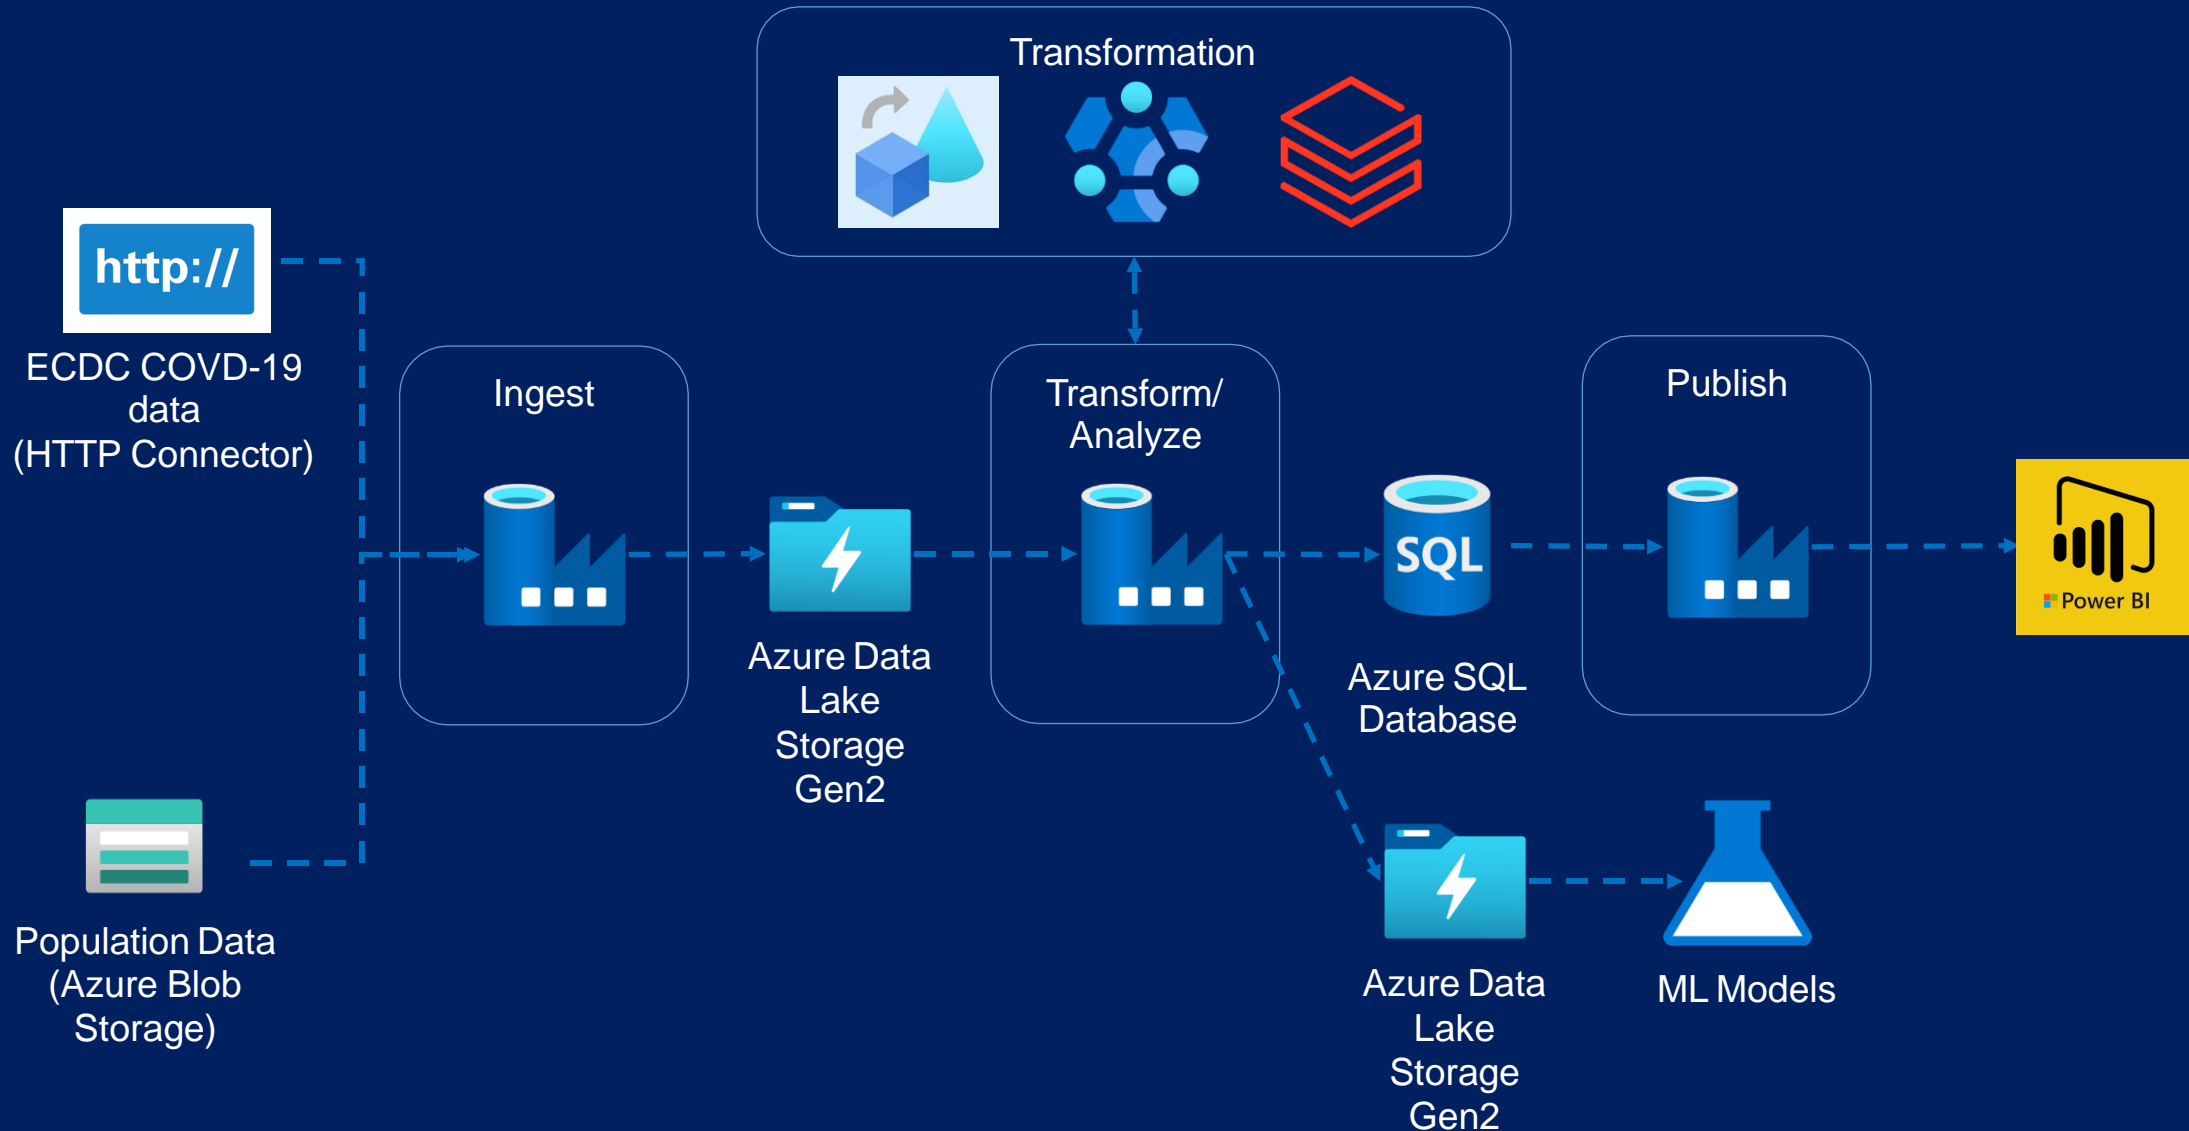 Transformation
http://
ECDC COVD-19
data
(HTTP Connector)
Ingest
Transform/
Analyze
Publish
SQL
Power BI
Azure Data
Lake
Storage
Gen2
Azure SQL
Database
Population Data
(Azure Blob
Storage)
Azure Data
Lake
Storage
Gen2
ML Models